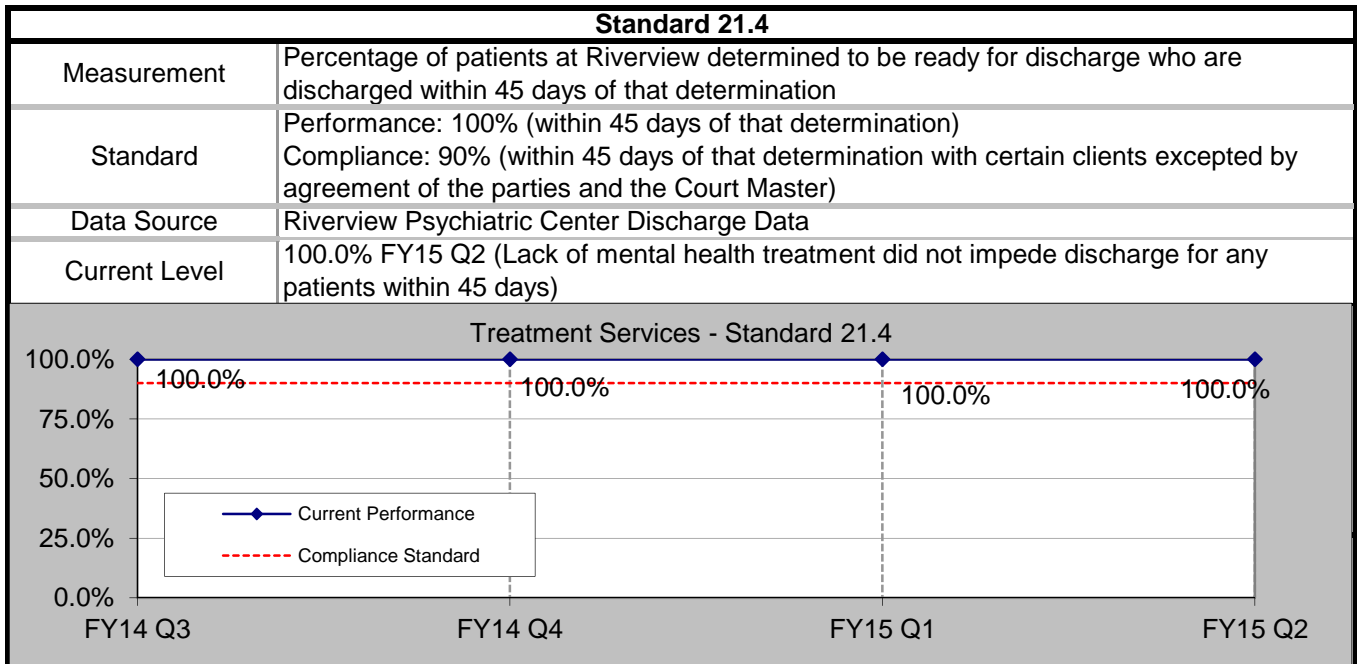 Standard 21.4
Measurement
Percentage of patients at Riverview determined to be ready for discharge who are
discharged within 45 days of that determination
Standard
Performance: 100% (within 45 days of that determination)
Compliance: 90% (within 45 days of that determination with certain clients excepted by
agreement of the parties and the Court Master)
Data Source
Riverview Psychiatric Center Discharge Data
Current Level
100.0% FY15 Q2 (Lack of mental health treatment did not impede discharge for any
patients within 45 days)
Treatment Services - Standard 21.4
100.0%
100.0% 100.0% 100.0% 100.0%
75.0%
50.0%
Current Performance
25.0%
Compliance Standard
0.0%
FY14 Q3 FY14 Q4 FY15 Q1 FY15 Q2